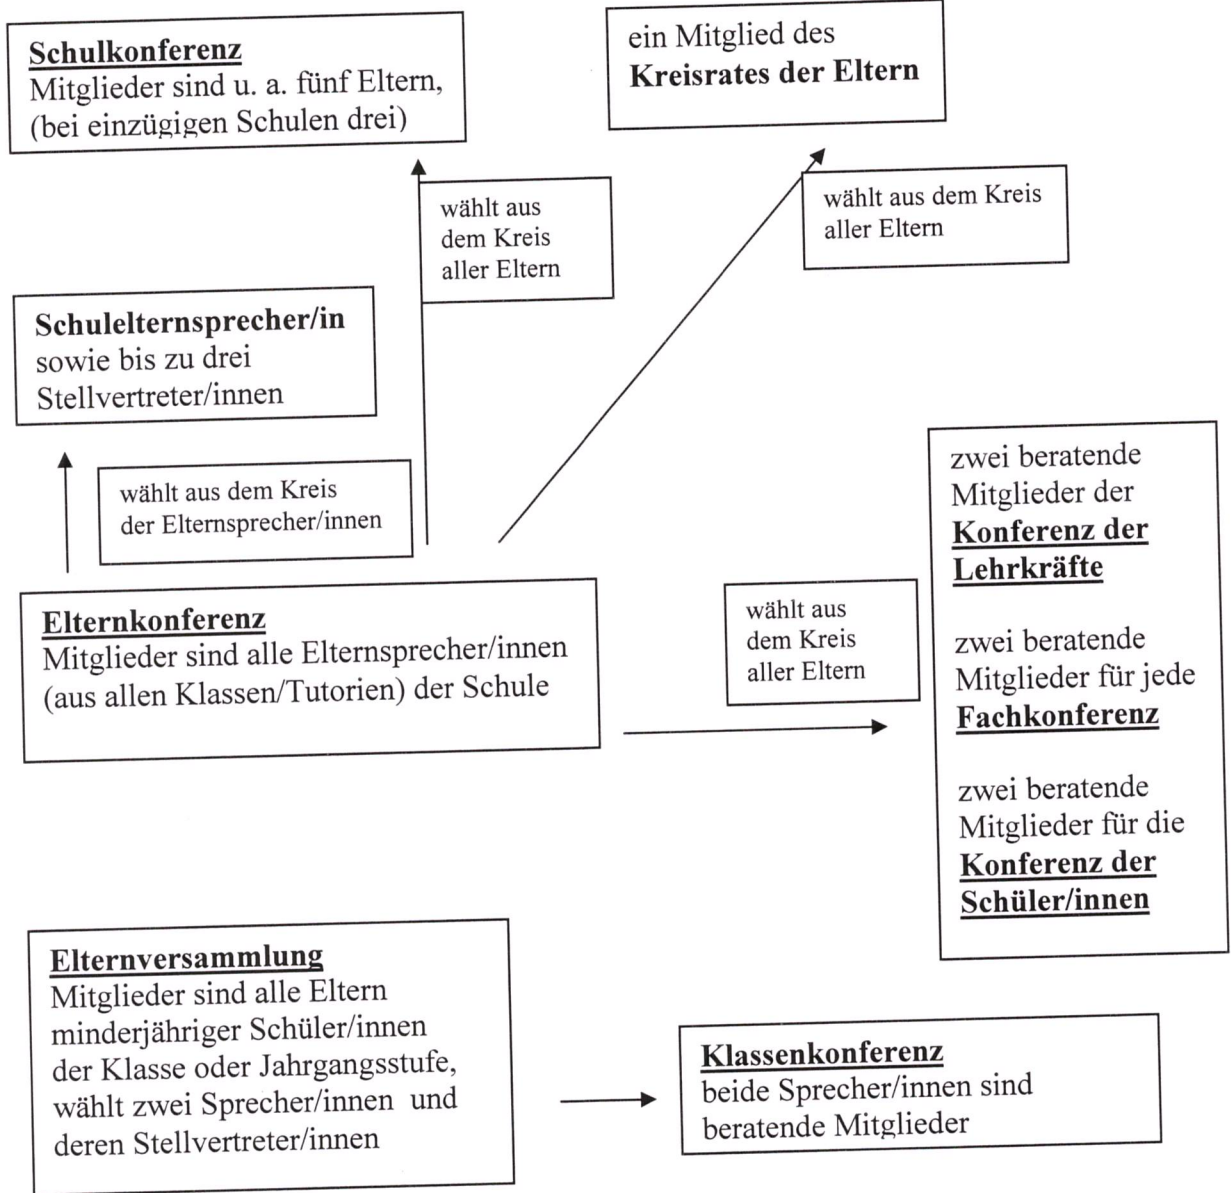 Schulkonferenz
Mitglieder sind u. a. fünf Eltern,
(bei einzügigen Schulen drei)
ein Mitglied des
Kreisrates der Eltern
wählt aus
dem Kreis
aller Eltern
wählt aus dem Kreis
aller Eltern
Schulelternsprecher/in
sowie bis zu drei
Stellvertreter/innen
wählt aus dem Kreis
der Elternsprecher/innen
Elternkonferenz
Mitglieder sind alle Elternsprecher/innen
(aus allen Klassen/Tutorien) der Schule
wählt aus
dem Kreis
aller Eltern
zwei beratende
Mitglieder der
Konferenz der
Lehrkräfte
zwei beratende
Mitglieder für jede
Fachkonferenz
zwei beratende
Mitglieder für die
Konferenz der
Schüler/innen
Elternversammlung
Mitglieder sind alle Eltern
minderjähriger Schüler/innen
der Klasse oder Jahrgangsstufe,
wählt zwei Sprecher/innen und
deren Stellvertreter/innen
Klassenkonferenz
beide Sprecher/innen sind
beratende Mitglieder